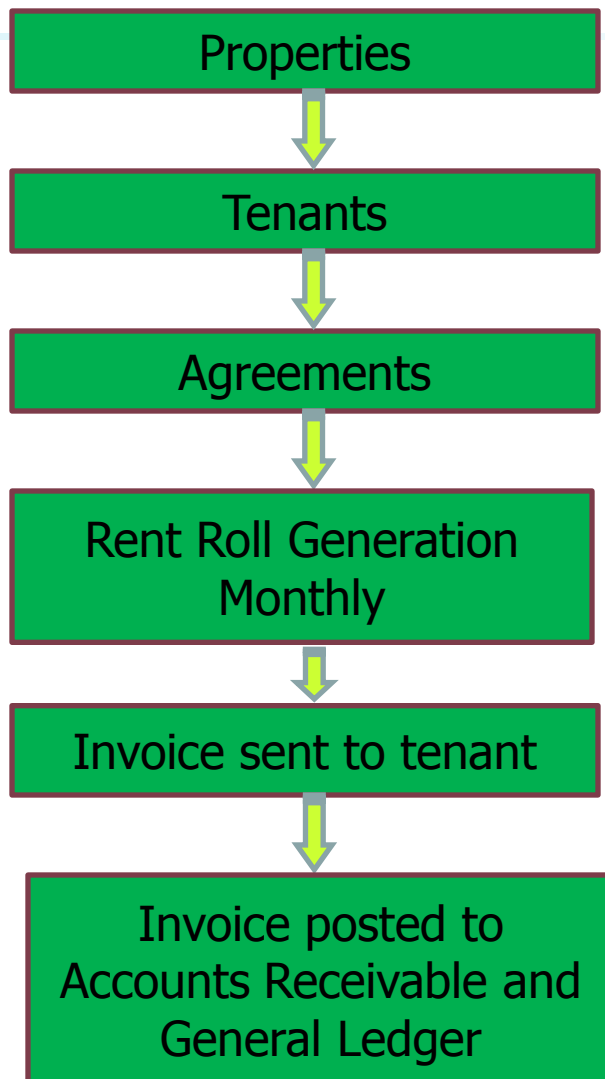 Properties
Tenants
Agreements
Rent Roll Generation
Monthly
Invoice sent to tenant
Invoice posted to
Accounts Receivable and
General Ledger